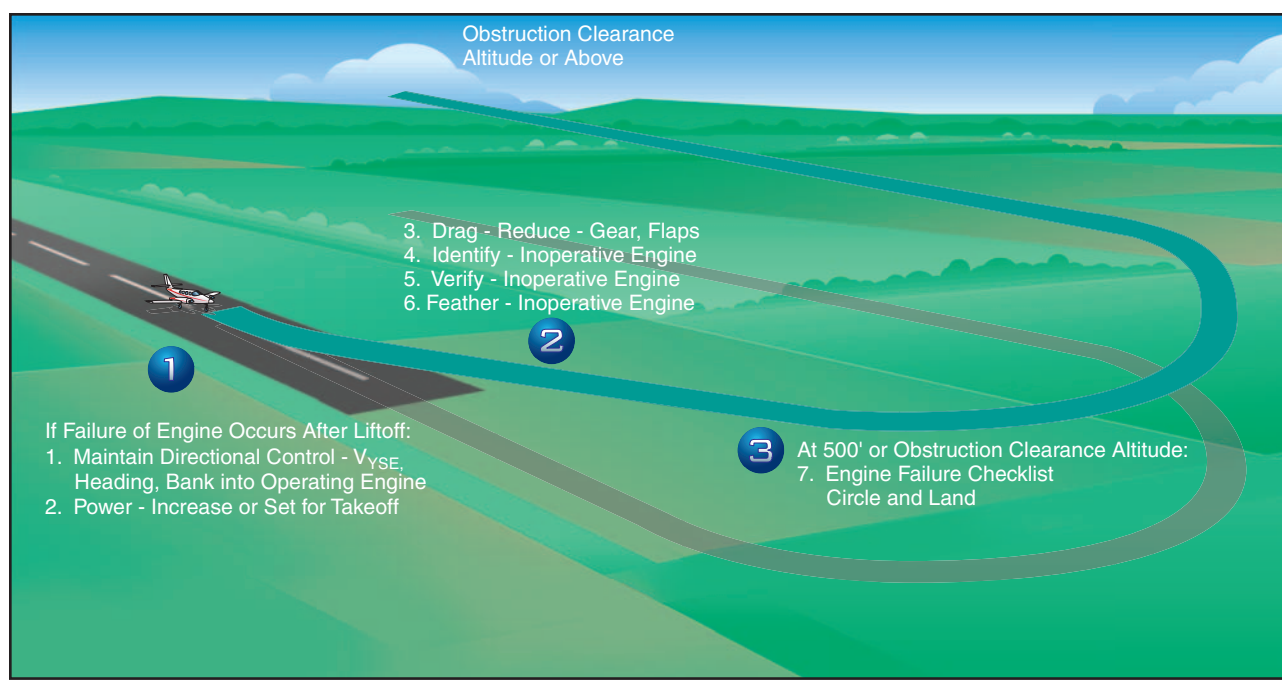 Obstruction Clearance
Altitude or Above
3. Drag - Reduce - Gear, Flaps
4. Identify - Inoperative Engine
5. Verify - Inoperative Engine
6. Feather - Inoperative Engine
2
1
If Failure of Engine Occurs After Liftoff:
1. Maintain Directional Control - VYSE,
Heading, Bank into Operating Engine
2. Power - Increase or Set for Takeoff
3
At 500' or Obstruction Clearance Altitude:
7. Engine Failure Checklist
Circle and Land